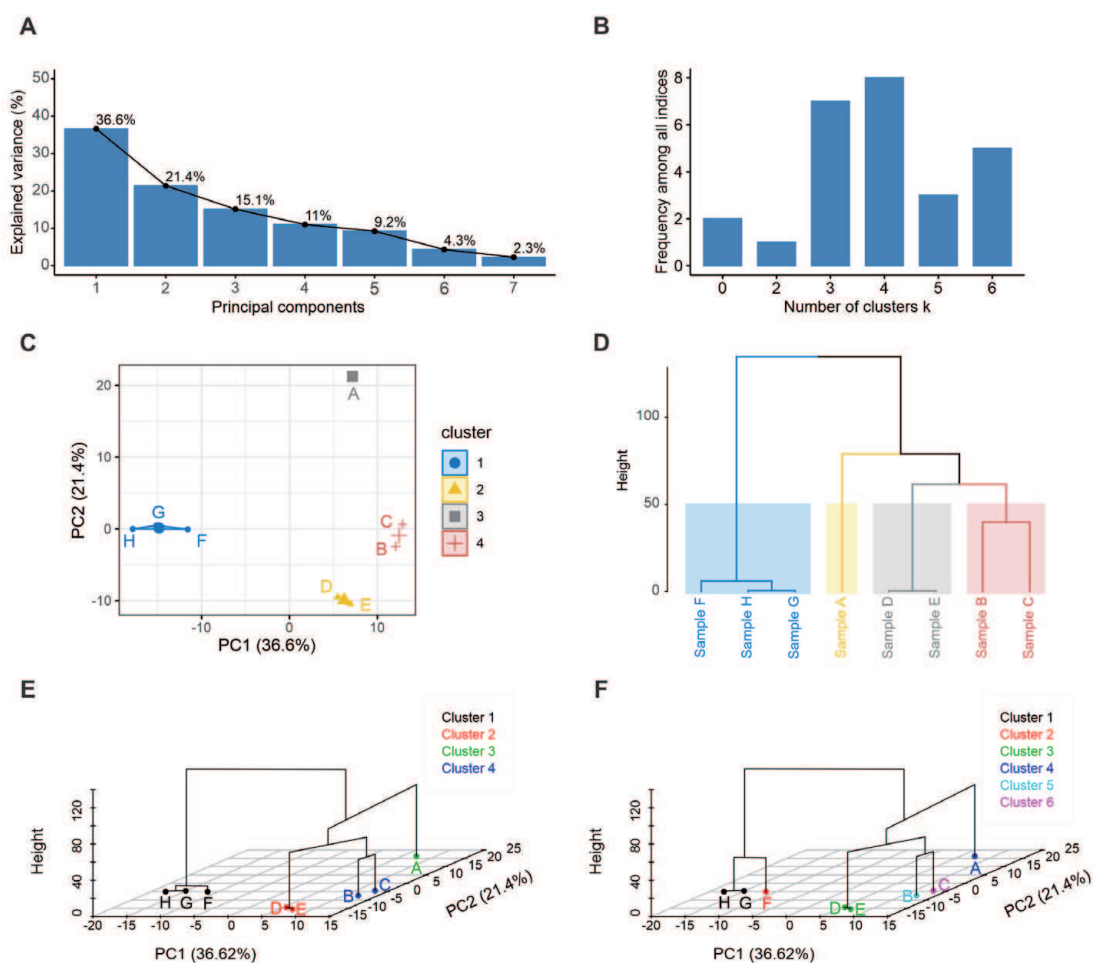 A
Explained variance (%)
50
40
30
20
10
0
36.6%
21.4%
15.1%
11%
9.2%
4.3%
2.3%
1 2 3 4 5 6 7
Principal components
B
Frequency among all indices
8
6
4
2
0
0 2 3 4 5 6
Number of clusters k
C
PC2 (21.4%)
20
10
0
-10
A
G
H F
C
B
D
E
-10 0 10
PC1 (36.6%)
cluster
1
2
3
4
D
Height
100
50
0
Sample F
Sample H
Sample G
Sample A
Sample D
Sample E
Sample B
Sample C
E
Cluster 1
Cluster 2
Cluster 3
Cluster 4
Height
120
80
60
40
20
0
H G F
D E
B C
A
-20 -15 -10 -5 0 5 10 15
-15 -10 -5 0 5 10 15 20 25
PC1 (36.62%)
PC2 (21.4%)
F
Cluster 1
Cluster 2
Cluster 3
Cluster 4
Cluster 5
Cluster 6
Height
120
80
60
40
20
0
H G F
D E
B C
A
-20 -15 -10 -5 0 5 10 15
-15 -10 -5 0 5 10 15 20 25
PC1 (36.62%)
PC2 (21.4%)